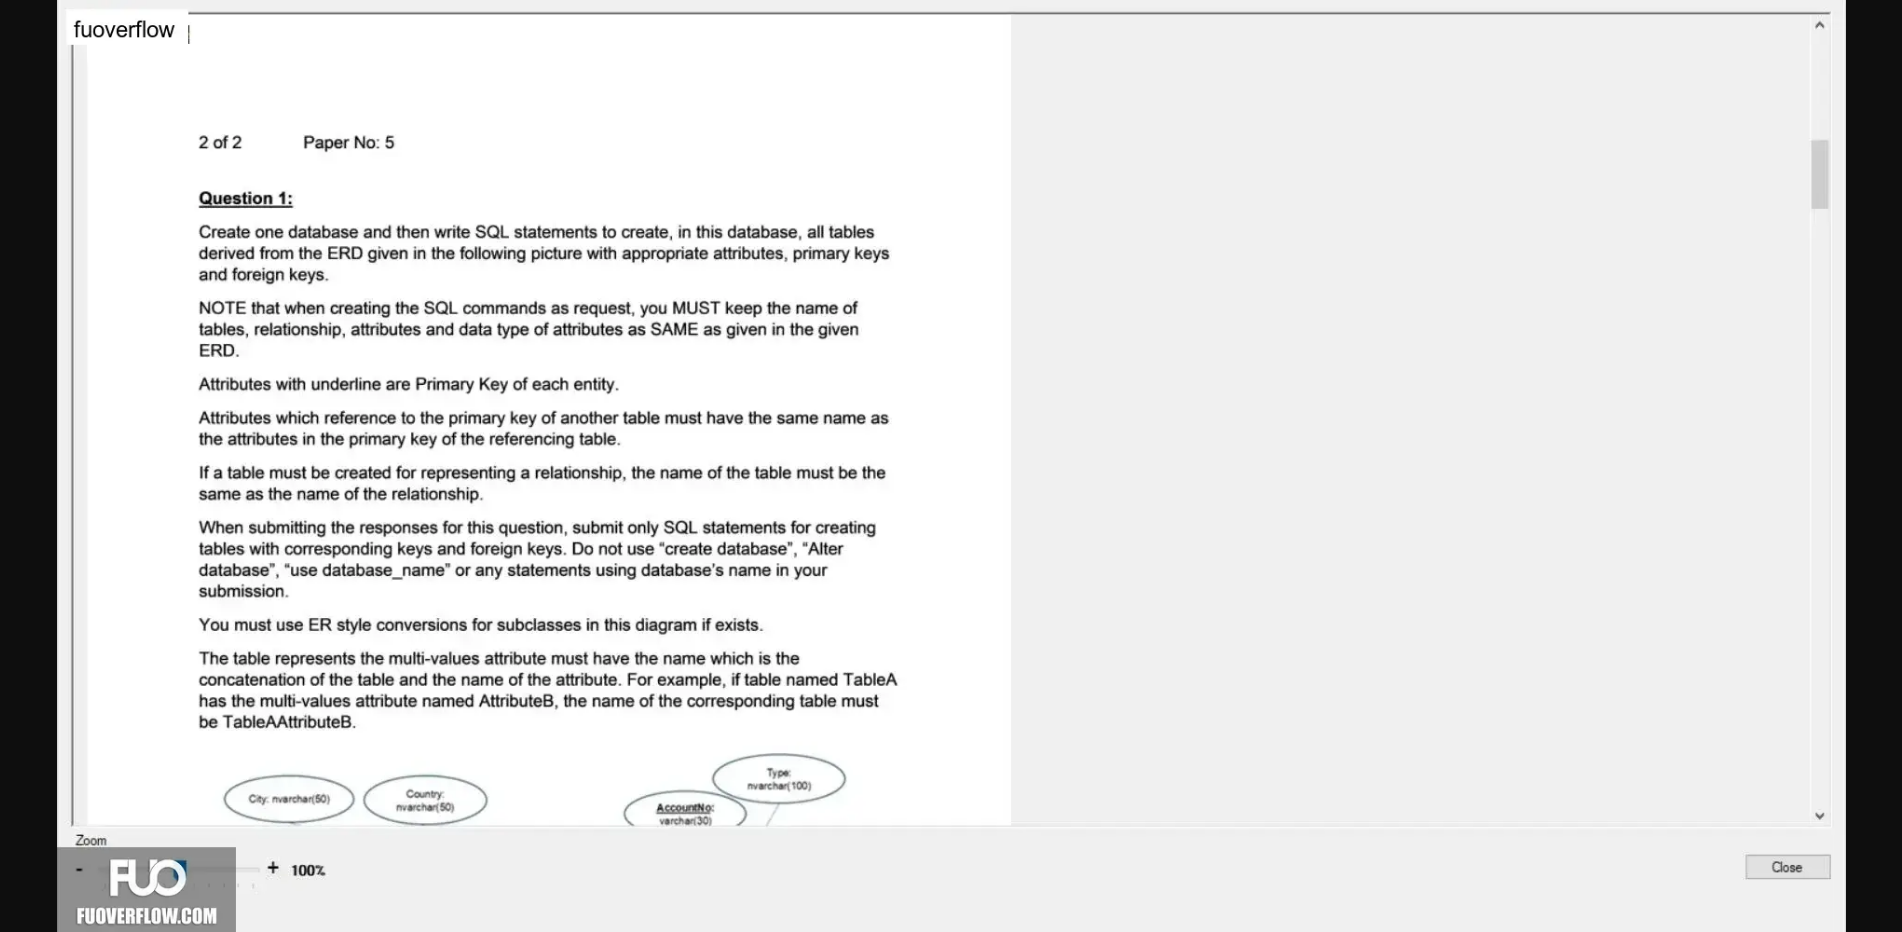 fuoverflow
2 of 2 Paper No: 5
Question 1:
Create one database and then write SQL statements to create, in this database, all tables
derived from the ERD given in the following picture with appropriate attributes, primary keys
and foreign keys.
NOTE that when creating the SQL commands as request, you MUST keep the name of
tables, relationship, attributes and data type of attributes as SAME as given in the given
ERD.
Attributes with underline are Primary Key of each entity.
Attributes which reference to the primary key of another table must have the same name as
the attributes in the primary key of the referencing table.
If a table must be created for representing a relationship, the name of the table must be the
same as the name of the relationship.
When submitting the responses for this question, submit only SQL statements for creating
tables with corresponding keys and foreign keys. Do not use “create database”, “Alter
database”, “use database_name” or any statements using database’s name in your
submission.
You must use ER style conversions for subclasses in this diagram if exists.
The table represents the multi-values attribute must have the name which is the
concatenation of the table and the name of the attribute. For example, if table named TableA
has the multi-values attribute named AttributeB, the name of the corresponding table must
be TableAAttributeB.
City: nvarchar(50)
Country:
nvarchar(50)
AccountNo:
varchar(30)
Type:
nvarchar(100)
Zoom
- + 100%
Close
FUO
FUOVERFLOW.COM